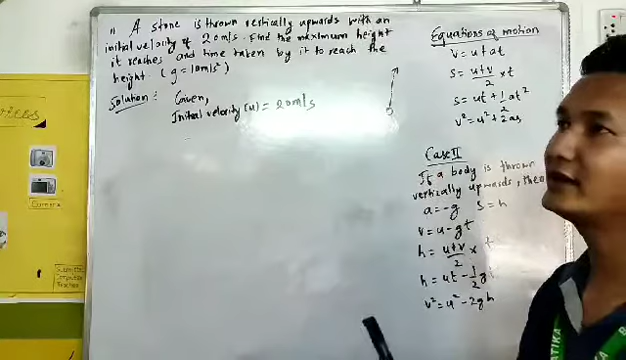 1) A stone is thrown vertically upwards with an
initial velocity of 20m/s. Find the maximum height
it reaches and time taken by it to reach the
height. (g=10m/s²)
Solution:
Given,
Initial velocity (u) = 20m/s
Equations of motion
v = u+at
s = u+v/2 × t
s = ut + 1/2 at²
v² = u² + 2as
Case II
If a body is thrown
vertically upwards, then
a = -g s = h
v = u - gt
h = u+v/2 × t
h = ut - 1/2 gt
v² = u² - 2gh
Camera